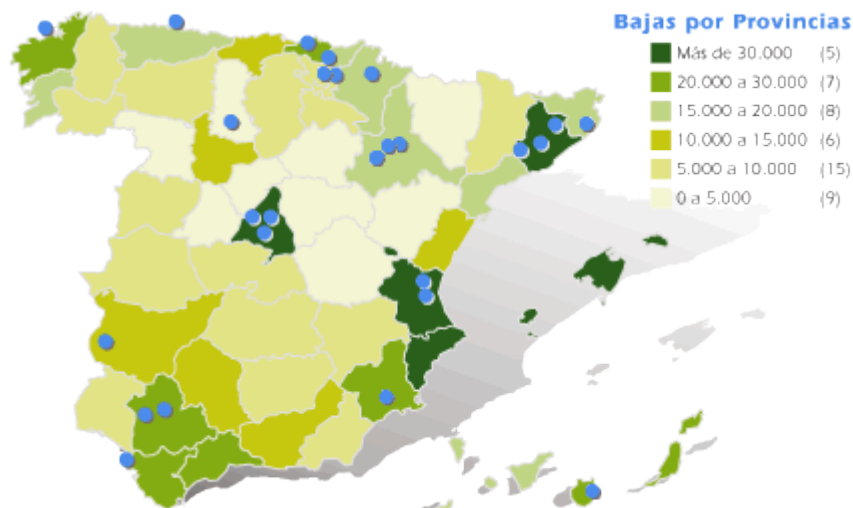 Bajas por Provincias
Más de 30.000 (5)
20.000 a 30.000 (7)
15.000 a 20.000 (8)
10.000 a 15.000 (6)
5.000 a 10.000 (15)
0 a 5.000 (9)